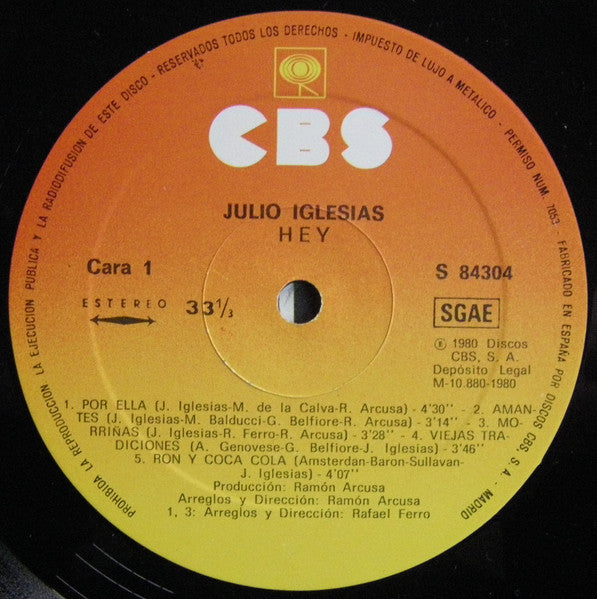 PROHIBIDA LA REPRODUCCIÓN LA EJECUCIÓN PUBLICA Y LA RADIODIFUSION DE ESTE DISCO - RESERVADOS TODOS LOS DERECHOS - IMPUESTO DE LUJO A METALICO - PERMISO NUM. 7053 FABRICADO EN ESPAÑA POR DISCOS CBS, S. A. - MADRID
CBS
JULIO IGLESIAS
HEY
Cara 1
S 84304
ESTEREO
33 1/3
SGAE
Ⓔ 1980 Discos
CBS, S. A.
Depósito Legal
M-10.880-1980
1. POR ELLA (J. Iglesias-M. de la Calva-R. Arcusa) - 4'30'' - 2. AMAN-
TES (J. Iglesias-M. Balducci-G. Belfiore-R. Arcusa) - 3'14'' - 3. MO-
RRIÑAS (J. Iglesias-R. Ferro-R. Arcusa) - 3'28'' - 4. VIEJAS TRA-
DICIONES (A. Genovese-G. Belfiore-J. Iglesias) - 3'46''
5. RON Y COCA COLA (Amsterdan-Baron-Sullavan-
J. Iglesias) - 4'07''
Producción: Ramón Arcusa
Arreglos y Dirección: Ramón Arcusa
1, 3: Arreglos y Dirección: Rafael Ferro